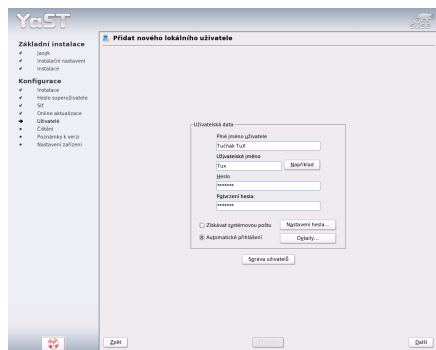 YaST
SUSE
Základní instalace
Jazyk
Instalační nastavení
Instalace
Konfigurace
Instalace
Heslo superuživatele
Síť
Online aktualizace
Uživatelé
Čištění
Poznámky k verzi
Nastavení zařízení
Přidat nového lokálního uživatele
Uživatelská data
Plné jméno uživatele
Tučňák TuX
Uživatelské jméno
Tux
Například
Heslo
*******
Potvrzení hesla:
*******
Získávat systémovou poštu
Nastavení hesla...
Automatické přihlášení
Detaily...
Správa uživatelů
Zpět
Další